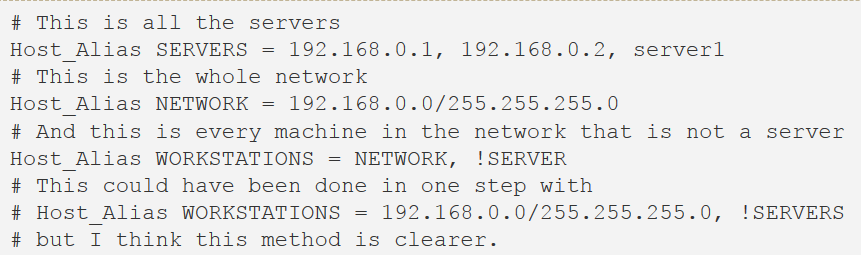 # This is all the servers
Host_Alias SERVERS = 192.168.0.1, 192.168.0.2, server1
# This is the whole network
Host_Alias NETWORK = 192.168.0.0/255.255.255.0
# And this is every machine in the network that is not a server
Host_Alias WORKSTATIONS = NETWORK, !SERVER
# This could have been done in one step with
# Host_Alias WORKSTATIONS = 192.168.0.0/255.255.255.0, !SERVERS
# but I think this method is clearer.